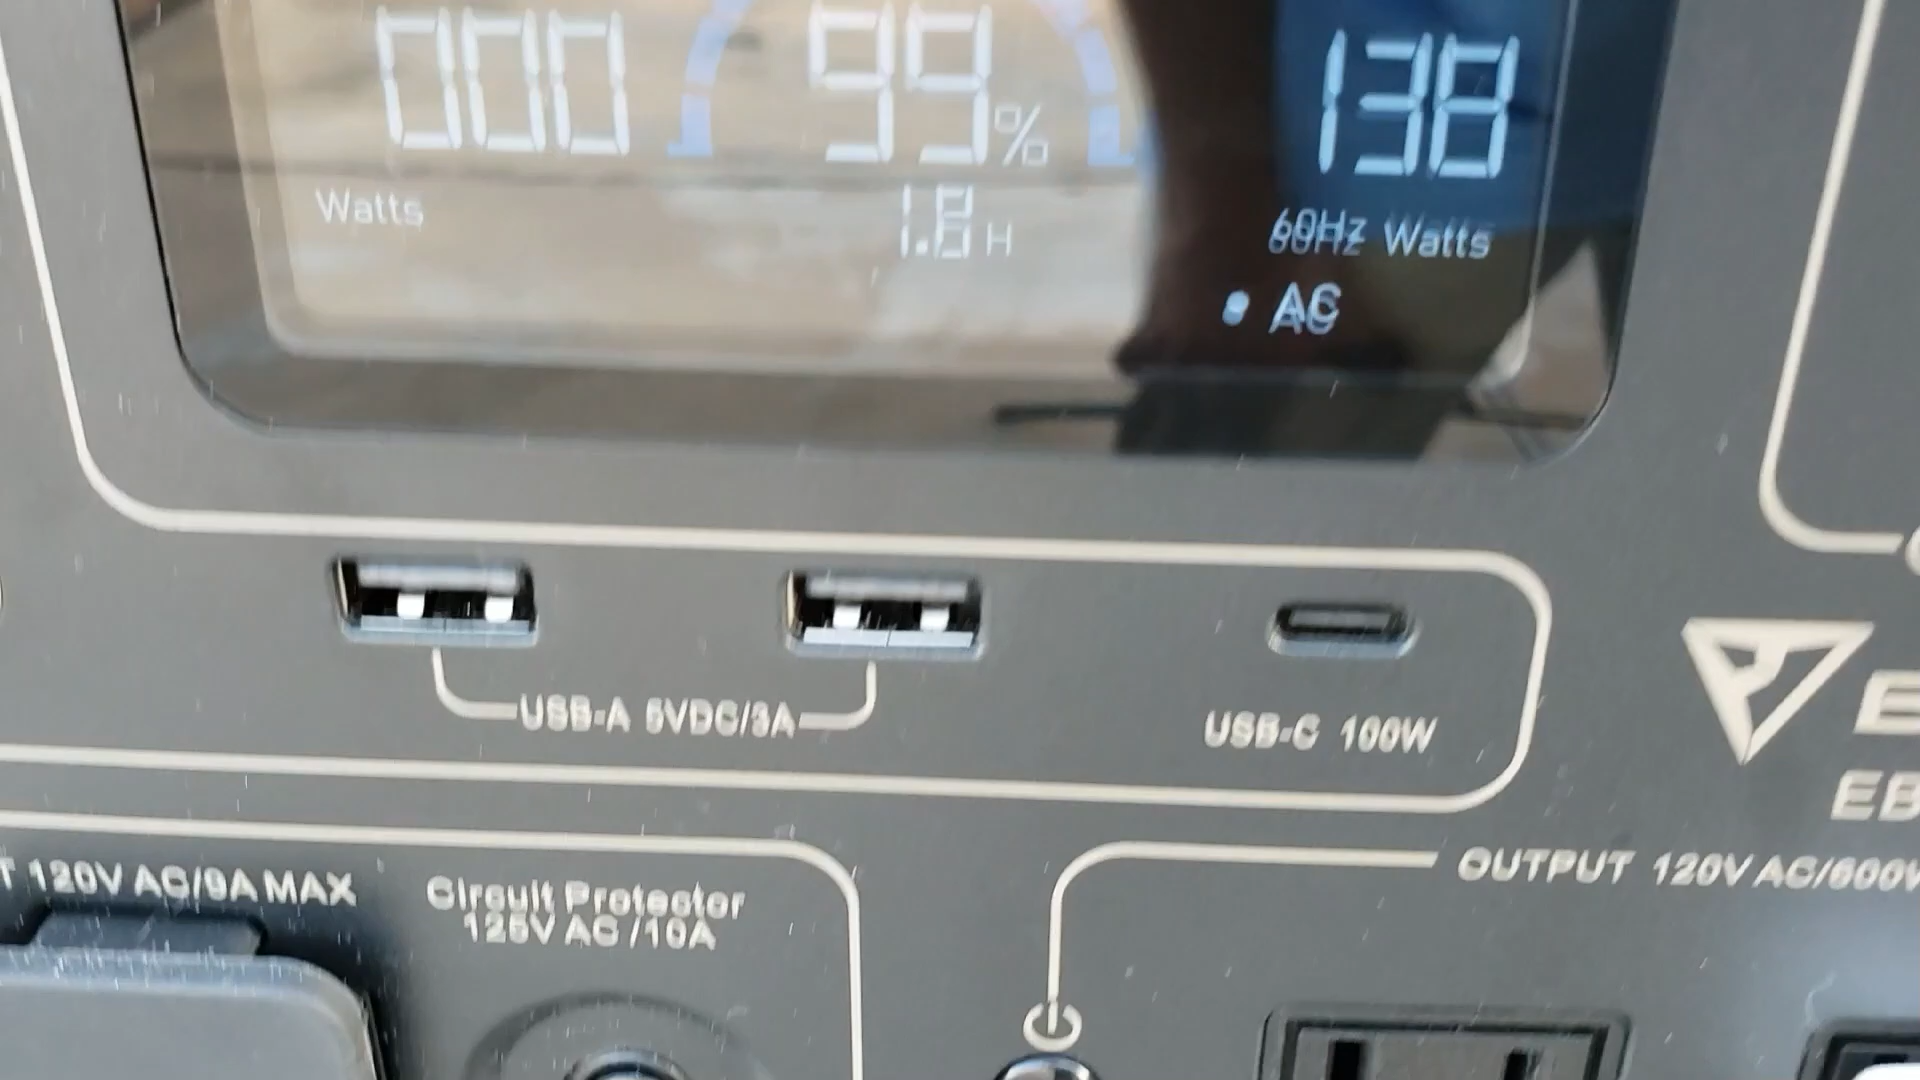 000
99%
138
Watts
1.8 H
60Hz Watts
AC
USB-A 5VDC/3A
USB-C 100W
EB
120V AC/9A MAX
Circuit Protector
125V AC/10A
OUTPUT 120V AC/600W